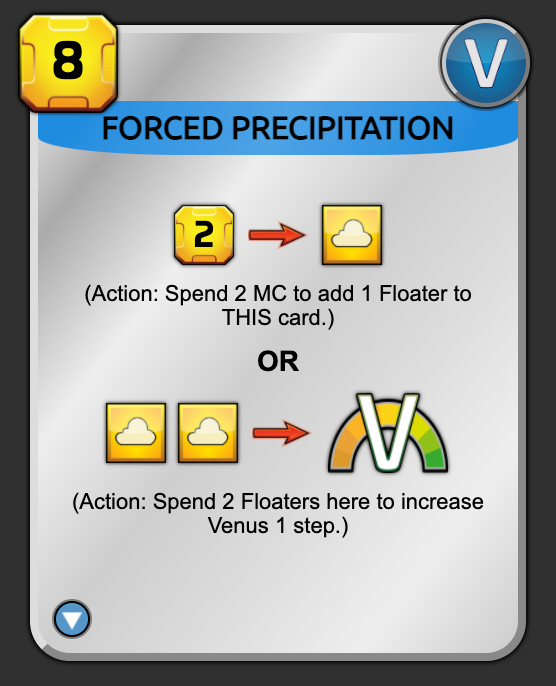 8
V
FORCED PRECIPITATION
2
(Action: Spend 2 MC to add 1 Floater to
THIS card.)
OR
V
(Action: Spend 2 Floaters here to increase
Venus 1 step.)